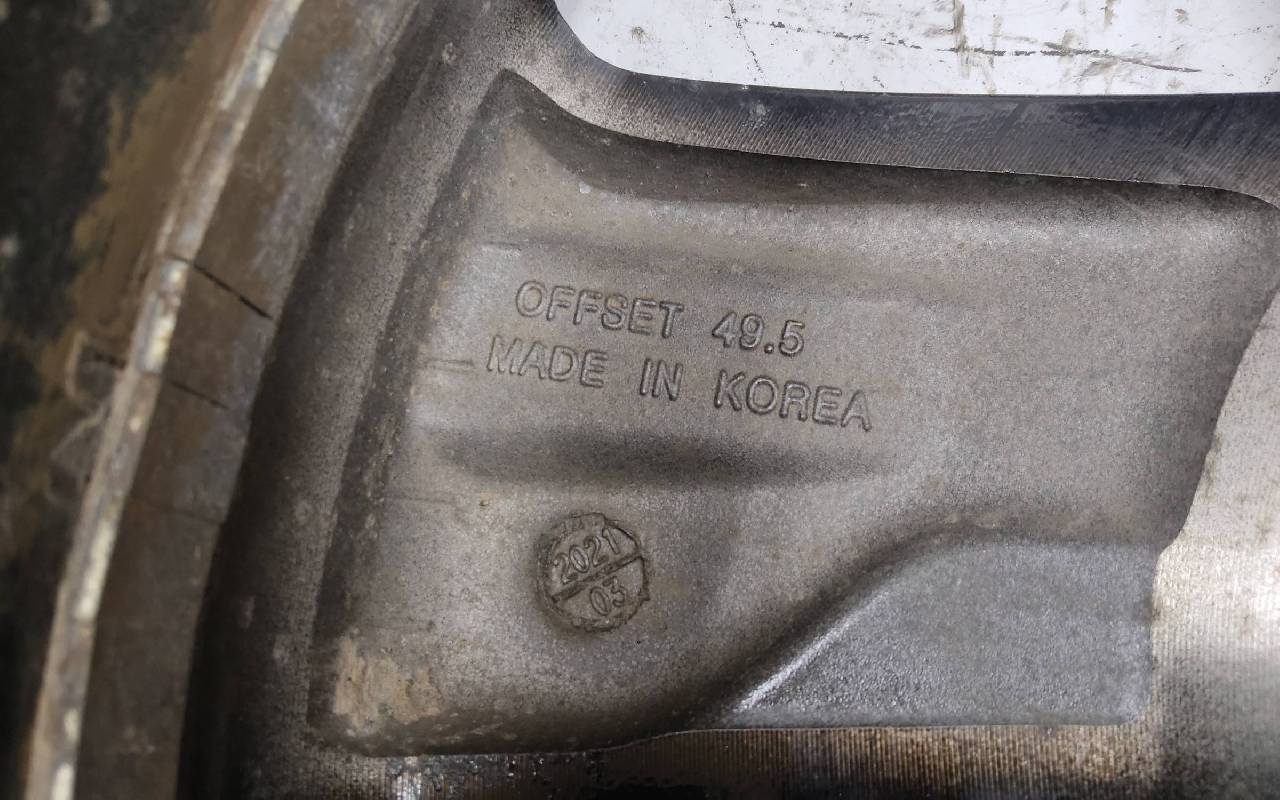 OFFSET 49.5
MADE IN KOREA
2021
03